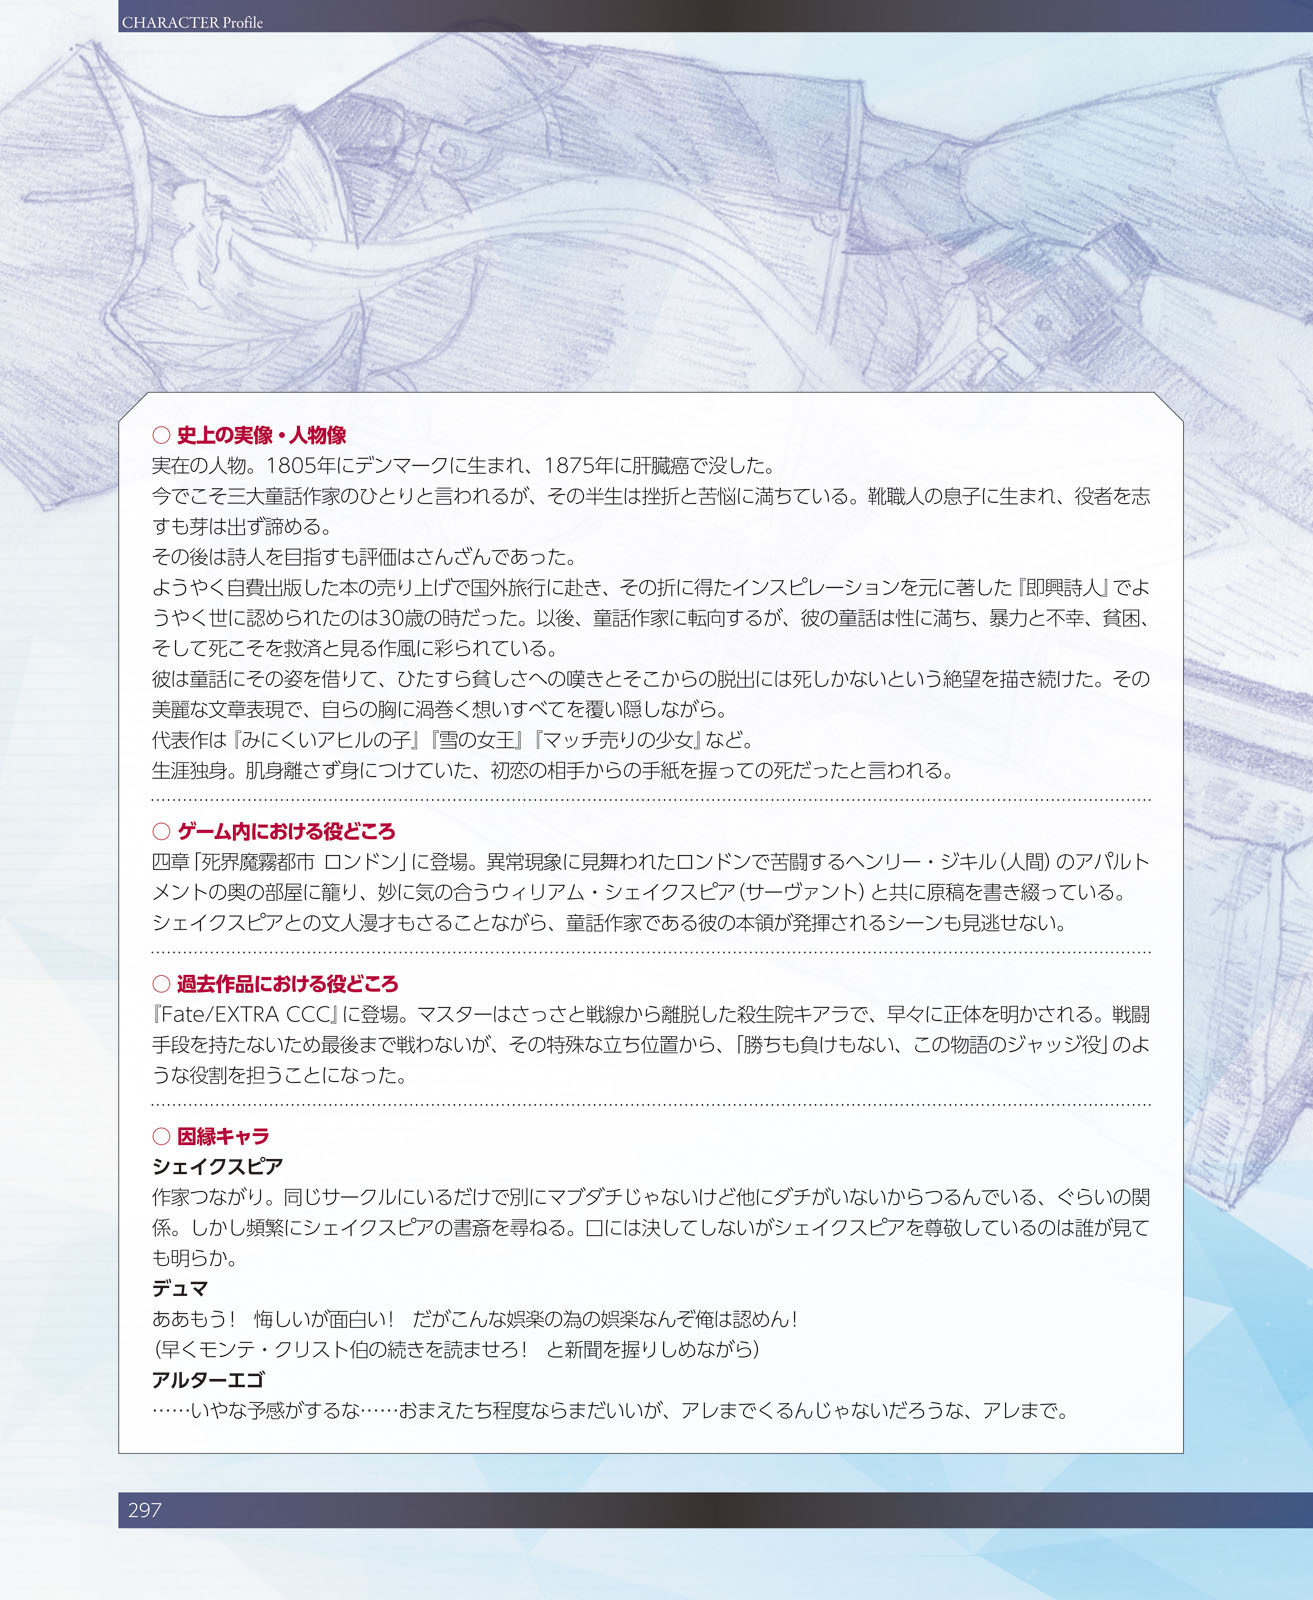 CHARACTER Profile
○ 史上の実像・人物像
実在の人物。1805年にデンマークに生まれ、1875年に肝臓癌で没した。
今でこそ三大童話作家のひとりと言われるが、その半生は挫折と苦悩に満ちている。靴職人の息子に生まれ、役者を志
すも芽は出ず諦める。
その後は詩人を目指すも評価はさんざんであった。
ようやく自費出版した本の売り上げで国外旅行に赴き、その折に得たインスピレーションを元に著した『即興詩人』でよ
うやく世に認められたのは30歳の時だった。以後、童話作家に転向するが、彼の童話は性に満ち、暴力と不幸、貧困、
そして死こそを救済と見る作風に彩られている。
彼は童話にその姿を借りて、ひたすら貧しさへの嘆きとそこからの脱出には死しかないという絶望を描き続けた。その
美麗な文章表現で、自らの胸に渦巻く想いすべてを覆い隠しながら。
代表作は『みにくいアヒルの子』『雪の女王』『マッチ売りの少女』など。
生涯独身。肌身離さず身につけていた、初恋の相手からの手紙を握っての死だったと言われる。
○ ゲーム内における役どころ
四章「死界魔霧都市 ロンドン」に登場。異常現象に見舞われたロンドンで苦闘するヘンリー・ジキル(人間)のアパルト
メントの奥の部屋に籠り、妙に気の合うウィリアム・シェイクスピア(サーヴァント)と共に原稿を書き綴っている。
シェイクスピアとの文人漫才もさることながら、童話作家である彼の本領が発揮されるシーンも見逃せない。
○ 過去作品における役どころ
『Fate/EXTRA CCC』に登場。マスターはさっさと戦線から離脱した殺生院キアラで、早々に正体を明かされる。戦闘
手段を持たないため最後まで戦わないが、その特殊な立ち位置から、「勝ちも負けもない、この物語のジャッジ役」のよ
うな役割を担うことになった。
○ 因縁キャラ
シェイクスピア
作家つながり。同じサークルにいるだけで別にマブダチじゃないけど他にダチがいないからつるんでいる、ぐらいの関
係。しかし頻繁にシェイクスピアの書斎を尋ねる。口には決してしないがシェイクスピアを尊敬しているのは誰が見て
も明らか。
デュマ
ああもう! 悔しいが面白い! だがこんな娯楽の為の娯楽なんぞ俺は認めん!
(早くモンテ・クリスト伯の続きを読ませろ! と新聞を握りしめながら)
アルターエゴ
……いやな予感がするな……おまえたち程度ならまだいいが、アレまでくるんじゃないだろうな、アレまで。
297